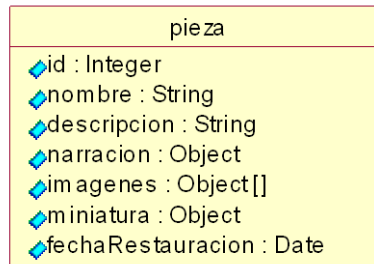 pieza
id : Integer
nombre : String
descripcion : String
narracion : Object
imagenes : Object[]
miniatura : Object
fechaRestauracion : Date